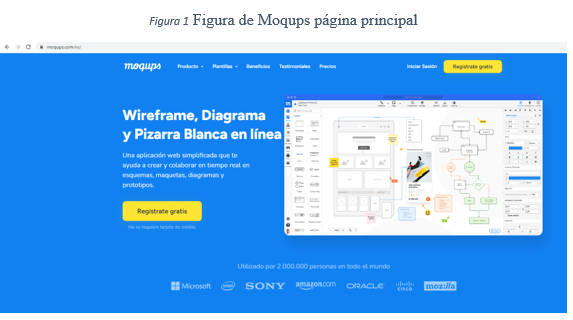 Figura 1 Figura de Moqups página principal
moqups.com/es/
moqups
Producto Plantillas Beneficios Testimoniales Precios
Iniciar Sesión
Regístrate gratis
Wireframe, Diagrama
y Pizarra Blanca en línea
Una aplicación web simplificada que te
ayuda a crear y colaborar en tiempo real en
esquemas, maquetas, diagramas y
prototipos.
Regístrate gratis
No se requiere tarjeta de crédito
Utilizado por 2.000.000 personas en todo el mundo
Microsoft intel SONY amazon.com ORACLE CISCO moz://a